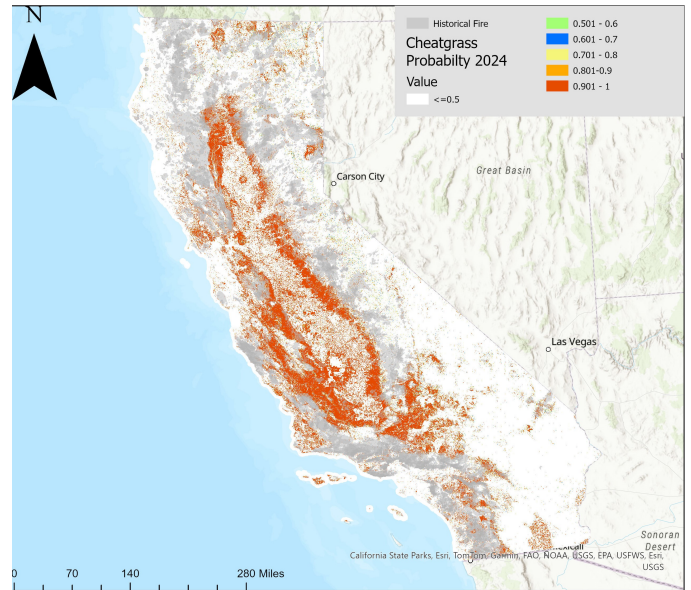 N
Historical Fire
Cheatgrass
Probabilty 2024
Value
<=0.5
0.501 - 0.6
0.601 - 0.7
0.701 - 0.8
0.801-0.9
0.901 - 1
Carson City
Great Basin
Las Vegas
Sonoran
Desert
California State Parks, Esri, TomTom, Garmin, FAO, NOAA, USGS, EPA, USFWS, Esri,
USGS
0 70 140 280 Miles